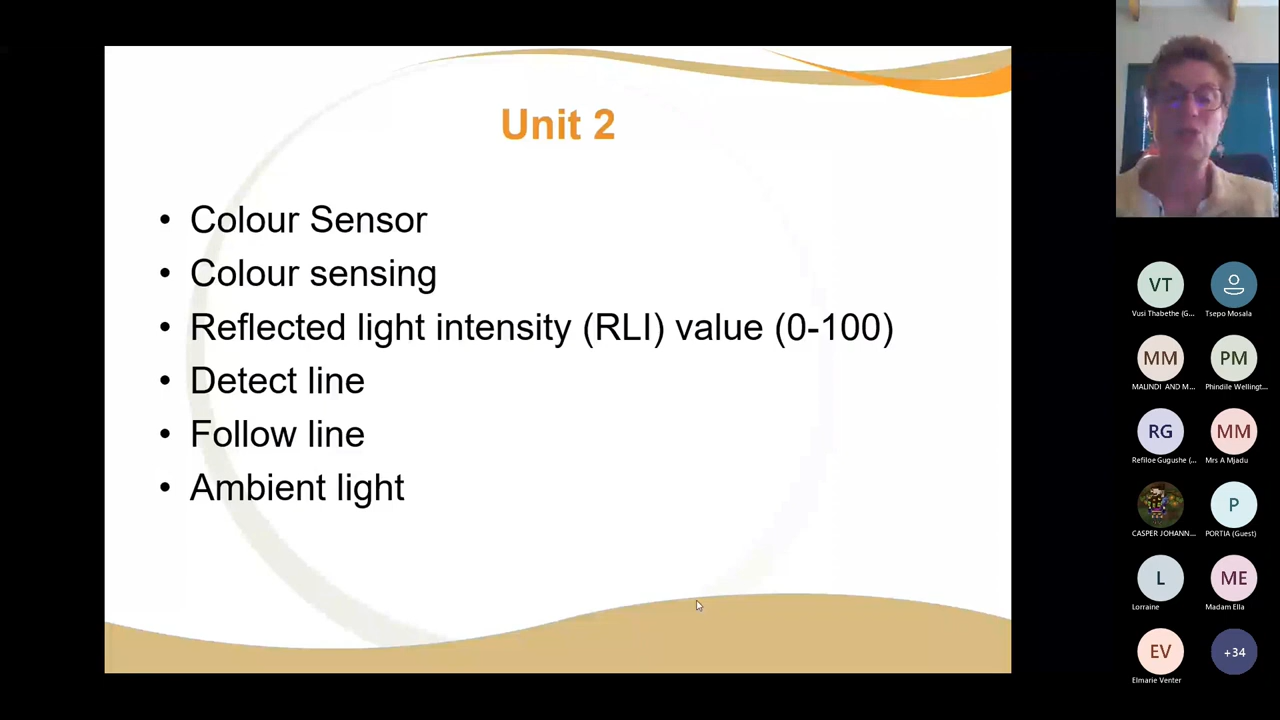 Unit 2
• Colour Sensor
• Colour sensing
• Reflected light intensity (RLI) value (0-100)
• Detect line
• Follow line
• Ambient light
VT
Vusi Thabethe (G...
Tsepo Mosala
MM
MALINDI AND M...
PM
Phindile Wellingt...
RG
Refiloe Gugushe (...
MM
Mrs A Mjadu
CASPER JOHANN...
P
PORTIA (Guest)
L
Lorraine
ME
Madam Ella
EV
Elmarie Venter
+34